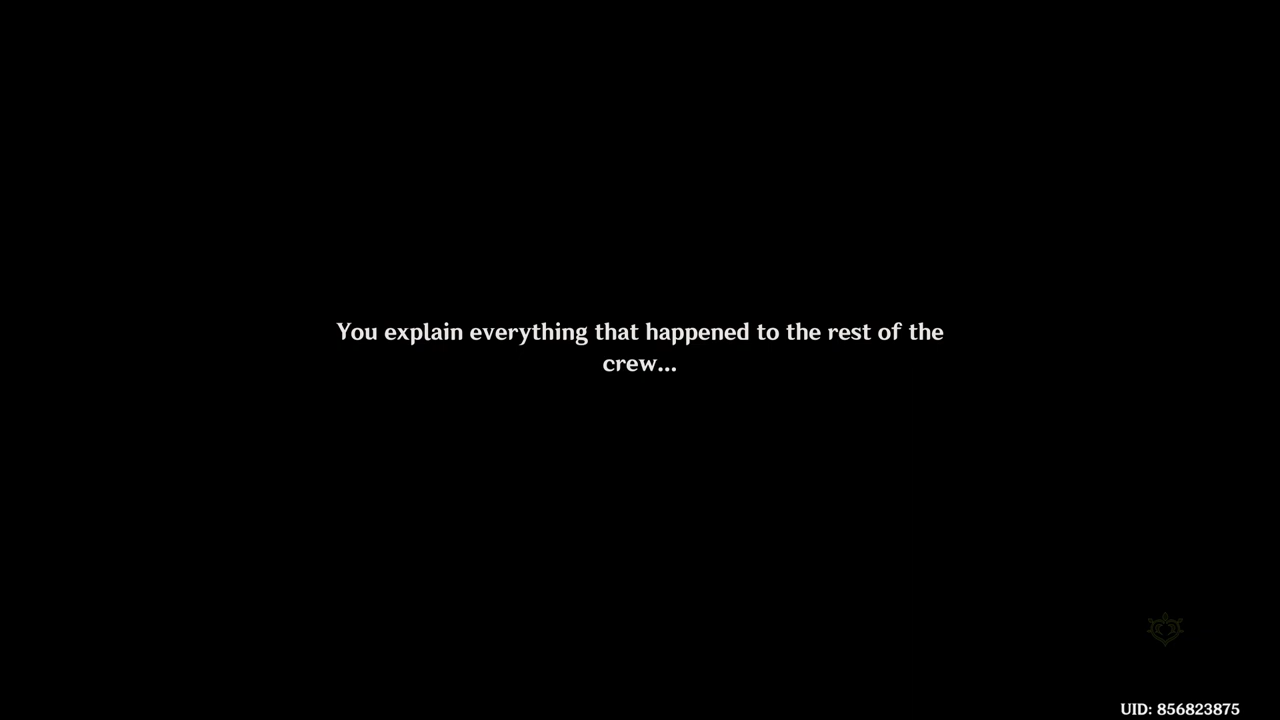 You explain everything that happened to the rest of the
crew...
UID: 856823875